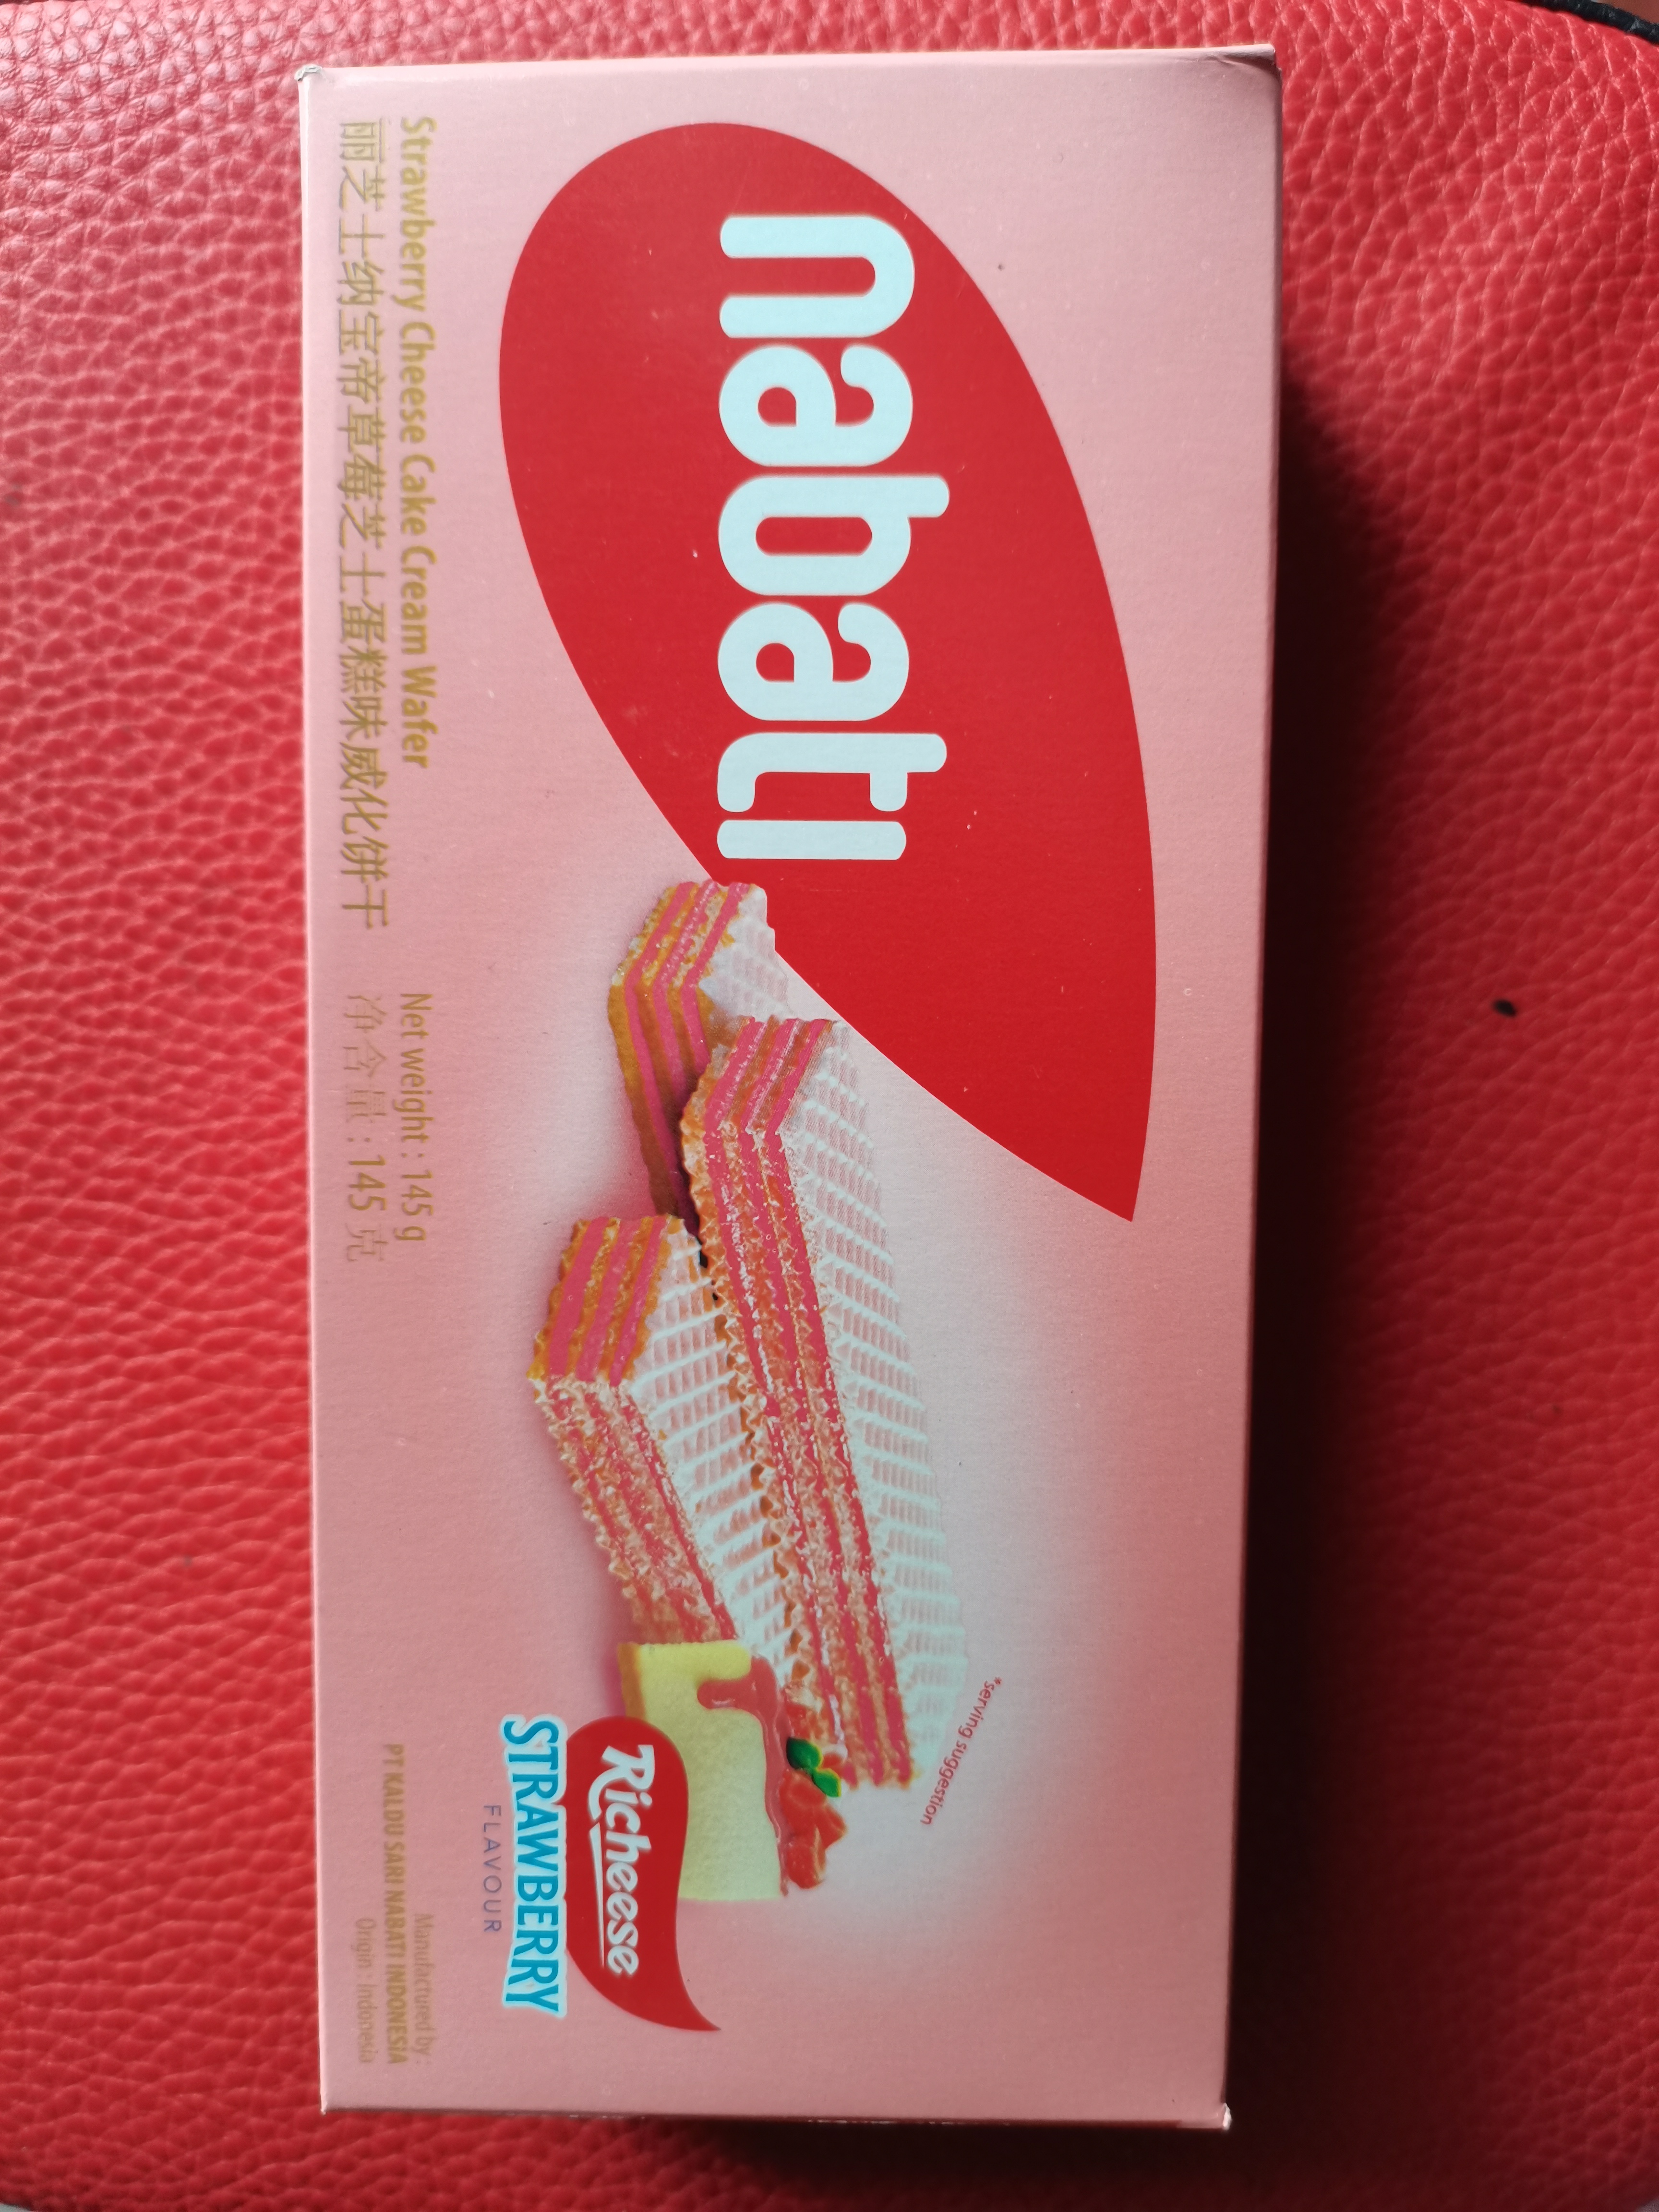 nabati
*serving suggestion
Richeese
STRAWBERRY
FLAVOUR
Strawberry Cheese Cake Cream Wafer
丽芝士纳宝帝草莓芝士蛋糕味威化饼干
Net weight : 145 g
净含量 : 145 克
Manufactured by :
PT KALDU SARI NABATI INDONESIA
Origin : Indonesia